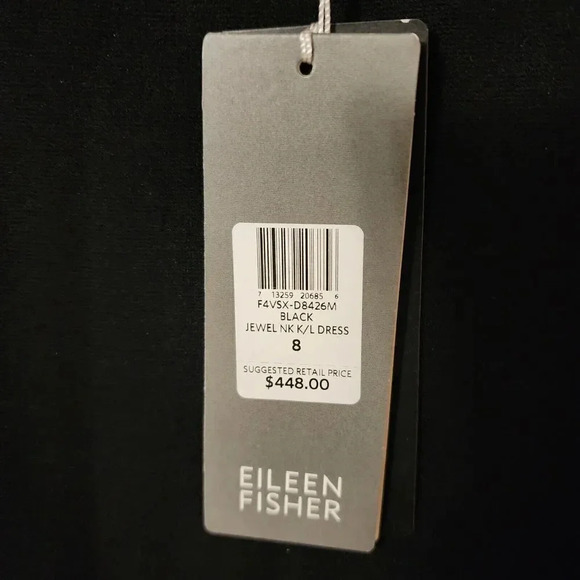 7 13259 20685 6
F4VSX-D8426M
BLACK
JEWEL NK K/L DRESS
8
SUGGESTED RETAIL PRICE
$448.00
EILEEN
FISHER